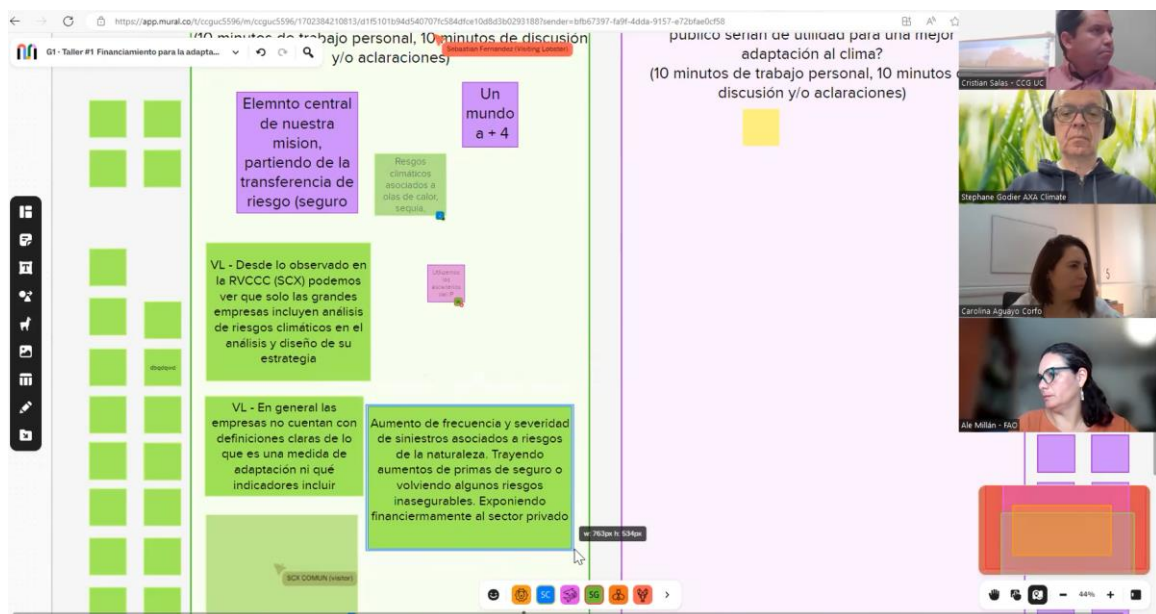 https://app.mural.co/t/ccguc5596/m/ccguc5596/1702384210813/d1f5101b94d540707fc584dfce10d8d3b0293188?sender=bfb67397-fa9f-4dda-9157-e72bfae0cf58
G1 - Taller #1 Financiamiento para la adapta...
(10 minutos de trabajo personal, 10 minutos de discusión
y/o aclaraciones)
Sebastian Fernandez (Visiting Lobster)
Elemnto central
de nuestra
mision,
partiendo de la
transferencia de
riesgo (seguro
Un
mundo
a + 4
Resgos
climáticos
asociados a
olas de calor,
sequía,
VL - Desde lo observado en
la RVCCC (SCX) podemos
ver que solo las grandes
empresas incluyen análisis
de riesgos climáticos en el
análisis y diseño de su
estrategia
Utilizamos
los
escenarios
VL - En general las
empresas no cuentan con
definiciones claras de lo
que es una medida de
adaptación ni qué
indicadores incluir
Aumento de frecuencia y severidad
de siniestros asociados a riesgos
de la naturaleza. Trayendo
aumentos de primas de seguro o
volviendo algunos riesgos
inasegurables. Exponiendo
financiermamente al sector privado
w: 763px h: 534px
SCX COMUN (visitor)
SC
SG
público serían de utilidad para una mejor
adaptación al clima?
(10 minutos de trabajo personal, 10 minutos
discusión y/o aclaraciones)
Cristian Salas - CCG UC
Stephane Godier AXA Climate
5
Carolina Aguayo Corfo
Ale Millán - FAO
44%